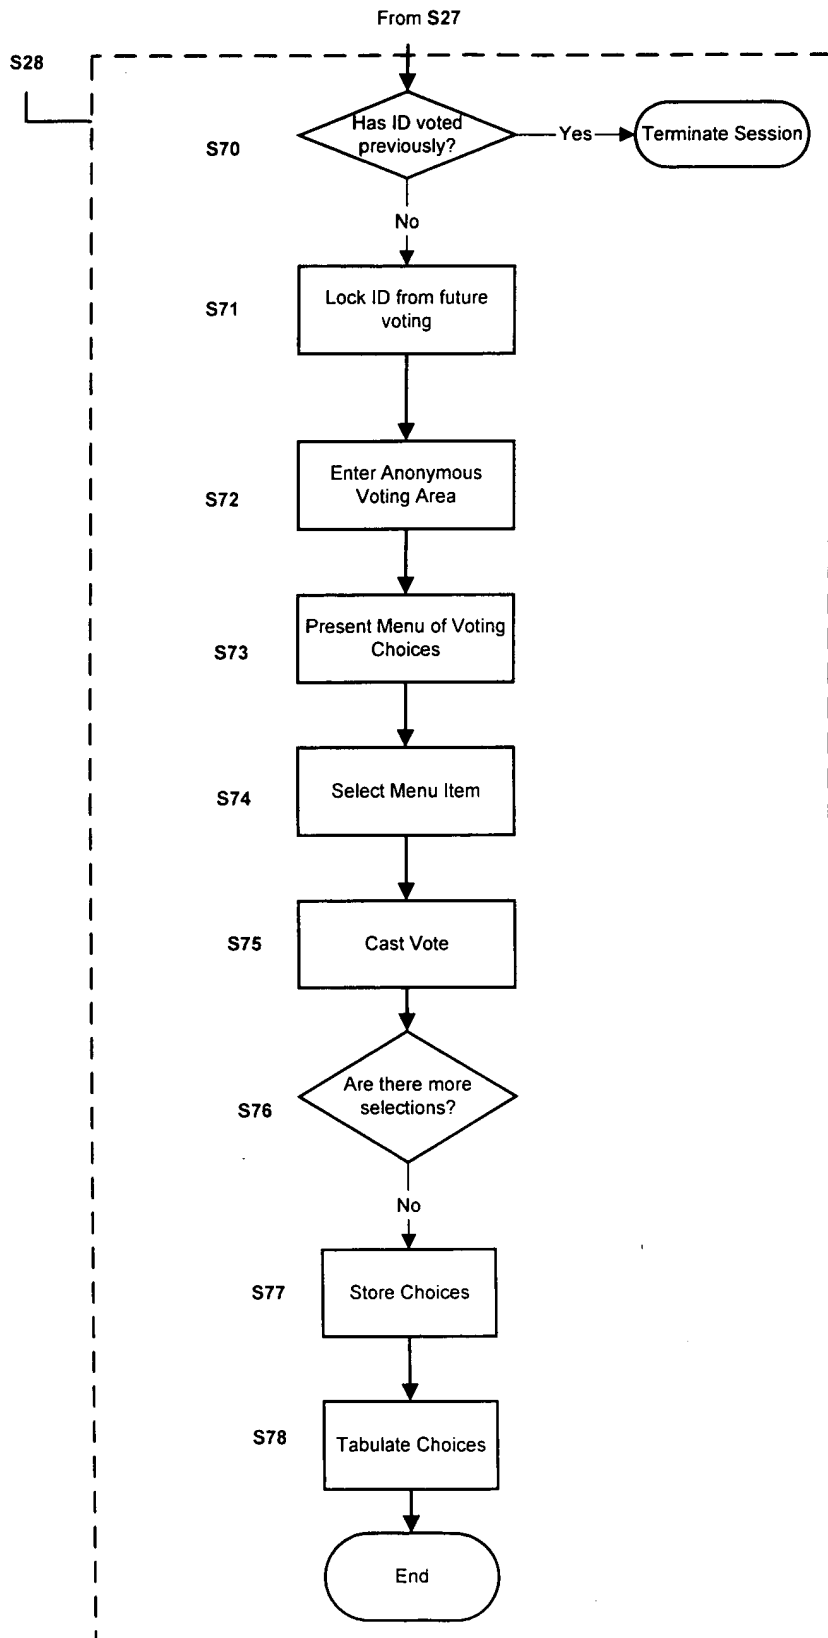 From S27
S28
Has ID voted
previously?
Yes
Terminate Session
S70
No
Lock ID from future
voting
S71
Enter Anonymous
Voting Area
S72
Present Menu of Voting
Choices
S73
Select Menu Item
S74
Cast Vote
S75
Are there more
selections?
S76
No
Store Choices
S77
Tabulate Choices
S78
End